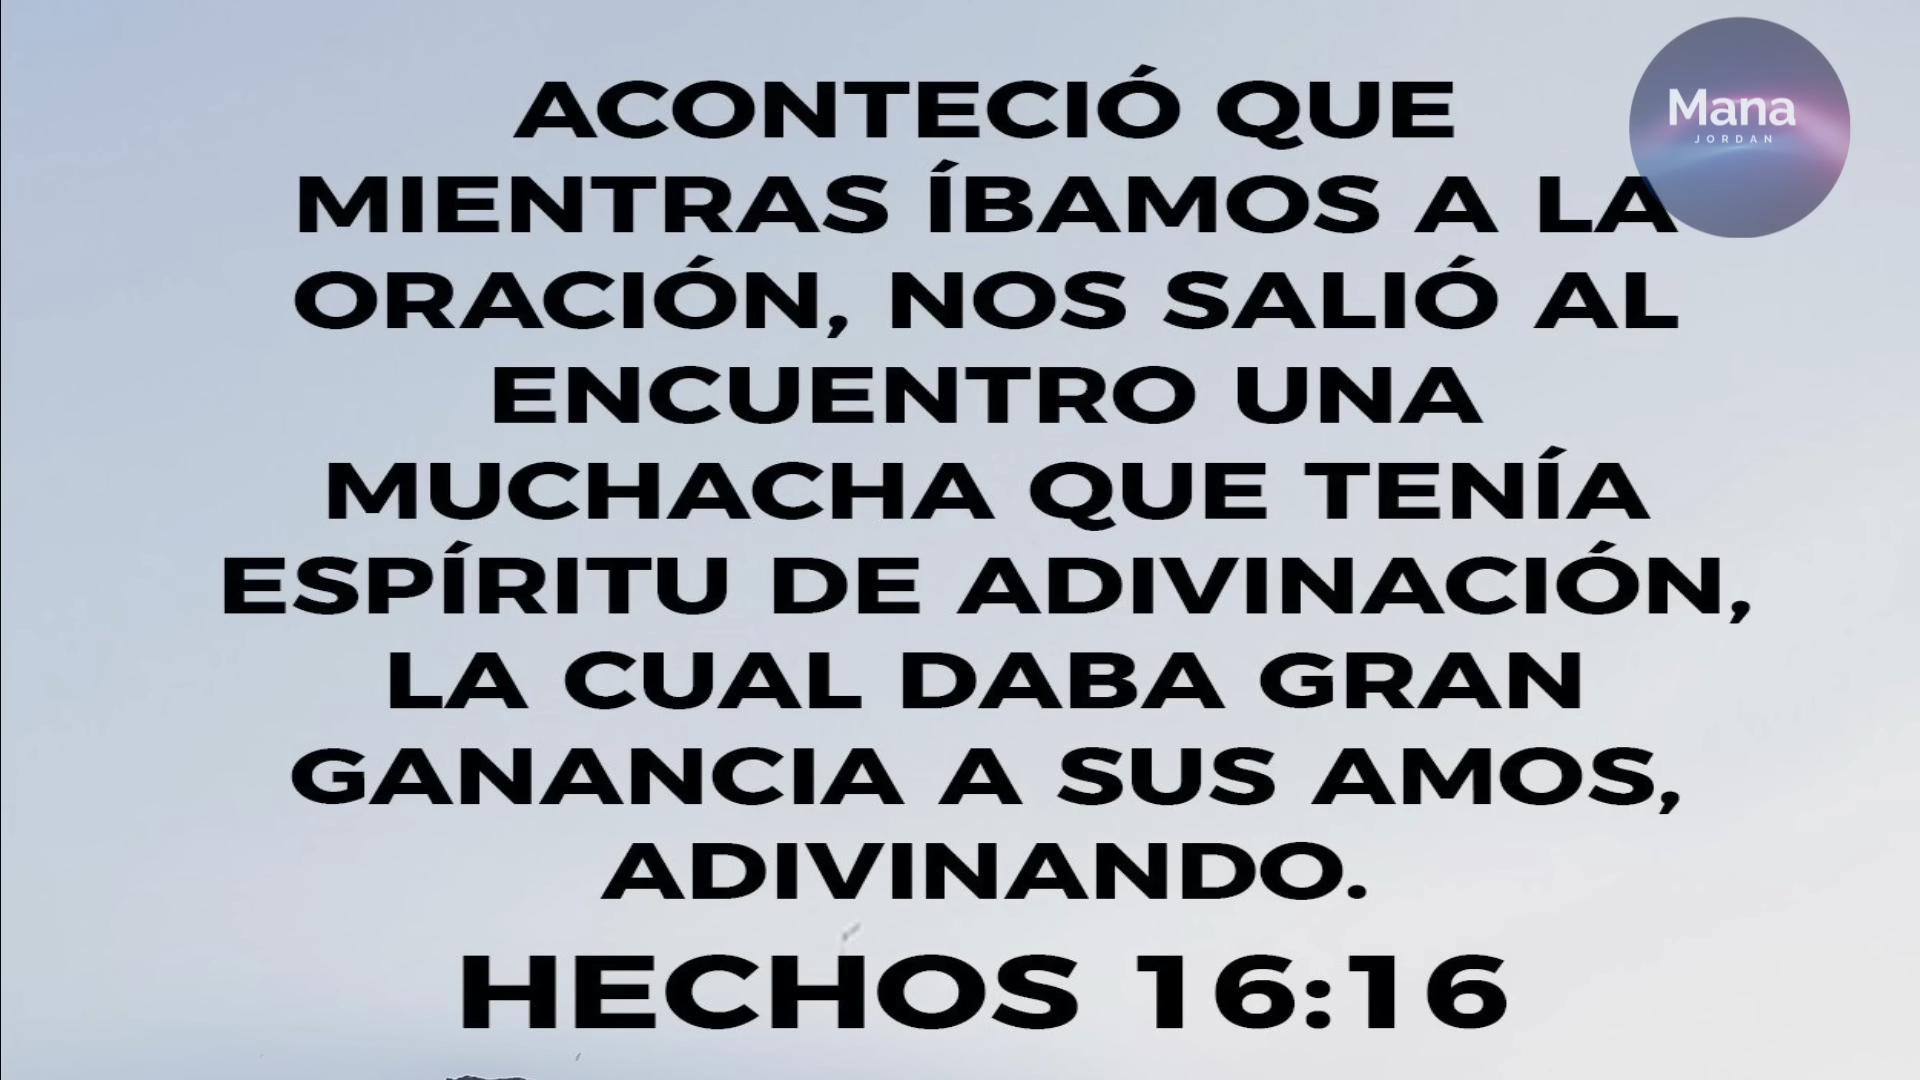 ACONTECIÓ QUE
MIENTRAS ÍBAMOS A LA
ORACIÓN, NOS SALIÓ AL
ENCUENTRO UNA
MUCHACHA QUE TENÍA
ESPÍRITU DE ADIVINACIÓN,
LA CUAL DABA GRAN
GANANCIA A SUS AMOS,
ADIVINANDO.
HECHOS 16:16
Mana
JORDAN